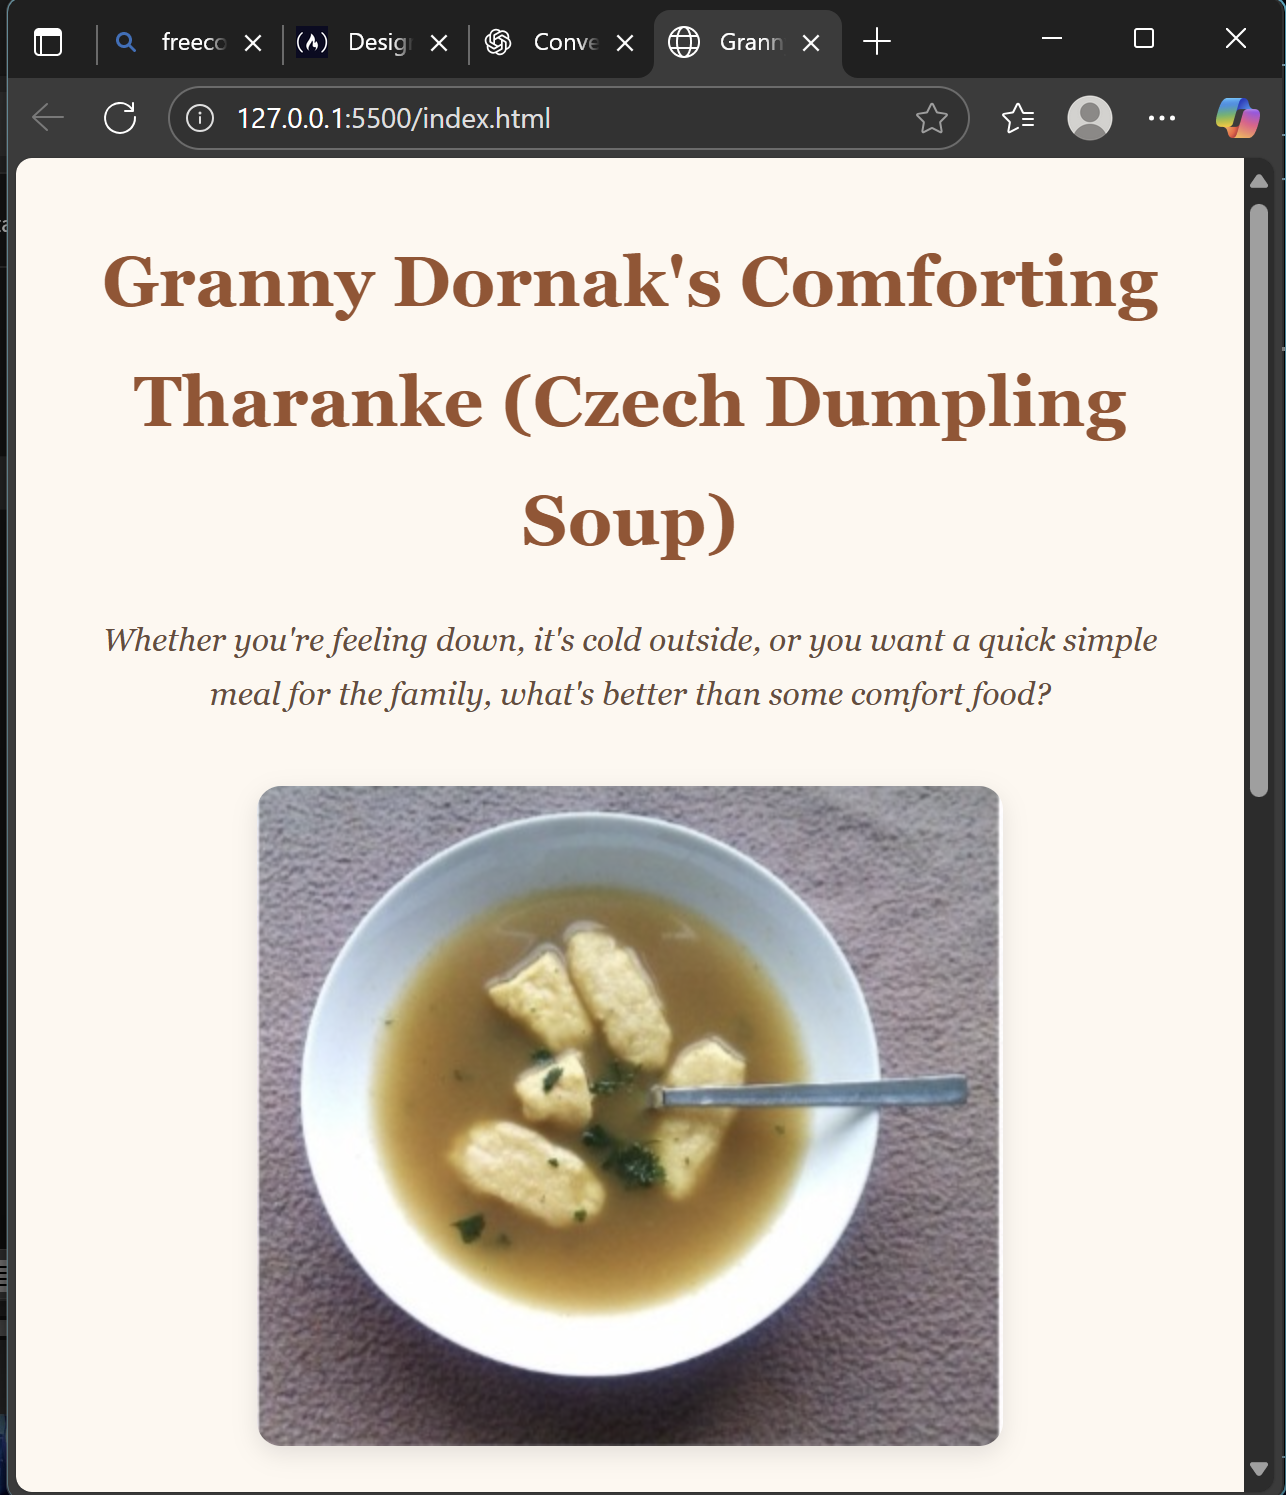 freeco
Desig
Conve
Grann
127.0.0.1:5500/index.html
Granny Dornak's Comforting
Tharanke (Czech Dumpling
Soup)
Whether you're feeling down, it's cold outside, or you want a quick simple
meal for the family, what's better than some comfort food?